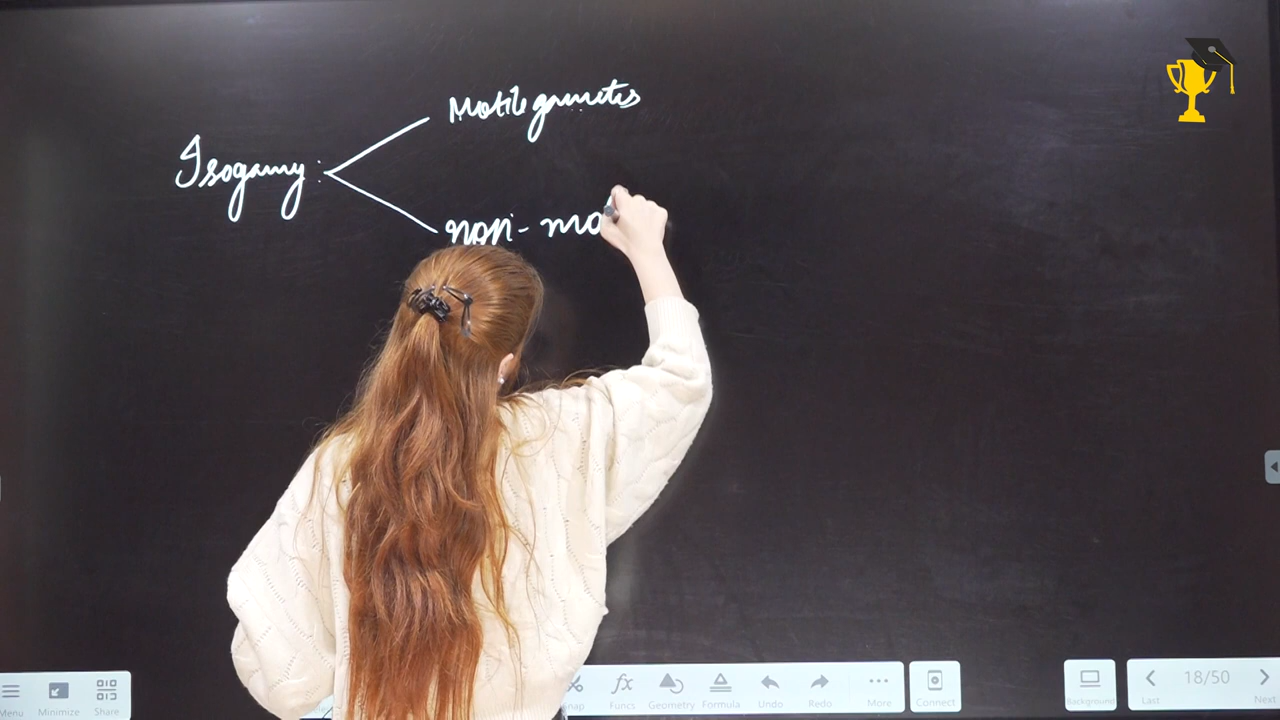 Motile gametes
Isogamy :
non- mo
Menu
Minimize
Share
Funcs
Geometry
Formula
Undo
Redo
More
Connect
Background
Last
18/50
Next